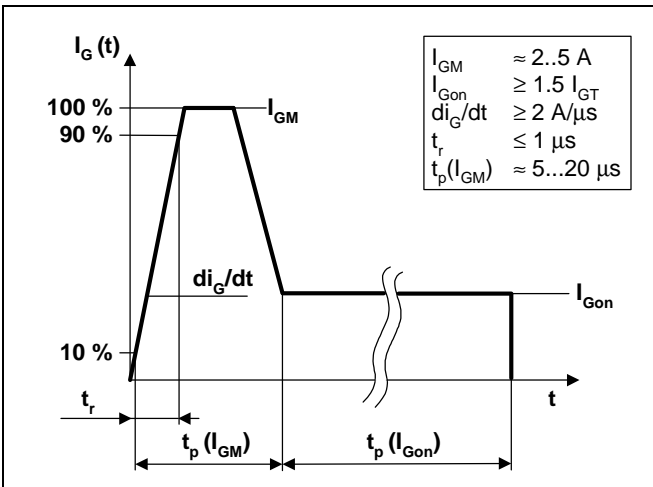 I_G (t)
100 %
90 %
10 %
I_GM
di_G/dt
I_Gon
t_r
t
t_p (I_GM)
t_p (I_Gon)
I_GM ≈ 2..5 A
I_Gon ≥ 1.5 I_GT
di_G/dt ≥ 2 A/µs
t_r ≤ 1 µs
t_p(I_GM) ≈ 5...20 µs